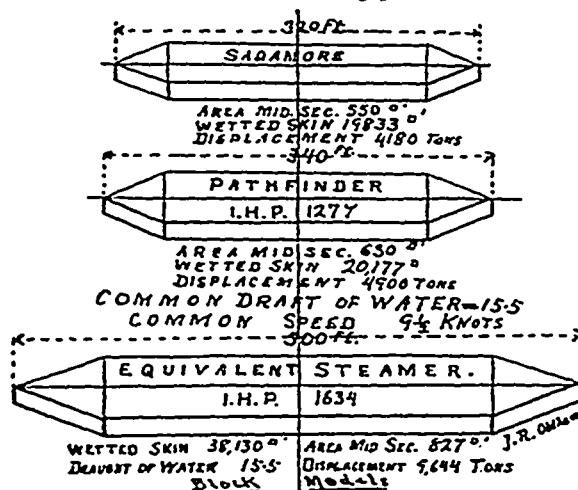 320 ft
SAGAMORE
AREA MID. SEC. 550 □'
WETTED SKIN 19833 □'
DISPLACEMENT 4180 TONS
340 ft.
PATHFINDER
I.H.P. 1277
AREA MID SEC. 630 □'
WETTED SKIN 20,177 □
DISPLACEMENT 4900 TONS
COMMON DRAFT OF WATER=15.5
COMMON SPEED 9½ KNOTS
500 ft.
EQUIVALENT STEAMER.
I.H.P. 1634
WETTED SKIN 38,130 □' AREA MID SEC. 827 □' J.R.
DRAUGHT OF WATER 15.5 DISPLACEMENT 9,644 TONS
Block Models